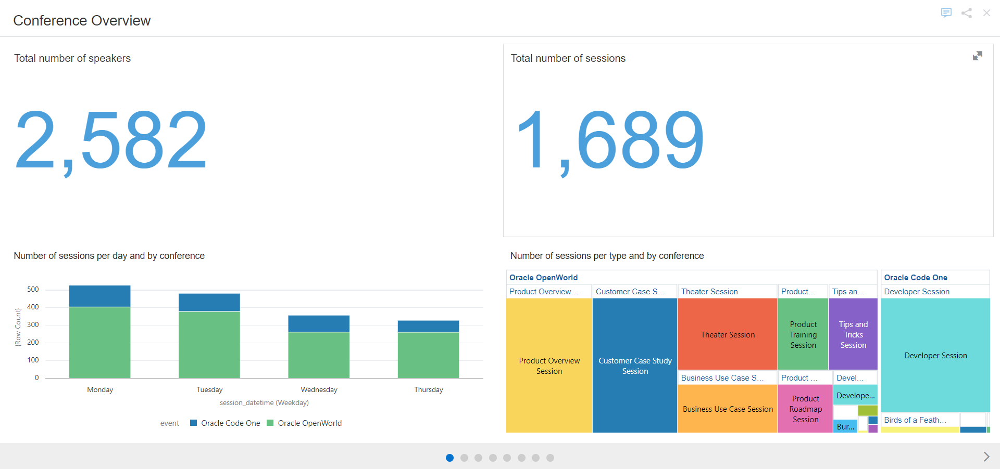 Conference Overview
Total number of speakers
2,582
Total number of sessions
1,689
Number of sessions per day and by conference
500
400
300
200
100
0
{Row Count}
Monday
Tuesday
Wednesday
Thursday
session_datetime (Weekday)
event
Oracle Code One
Oracle OpenWorld
Number of sessions per type and by conference
Oracle OpenWorld
Product Overview...
Customer Case S...
Theater Session
Product...
Tips an...
Product Overview
Session
Customer Case Study
Session
Theater Session
Product
Training
Session
Tips and
Tricks
Session
Business Use Case S...
Product ...
Devel...
Business Use Case Session
Product
Roadmap
Session
Develope...
Bur...
Oracle Code One
Developer Session
Developer Session
Birds of a Feath...